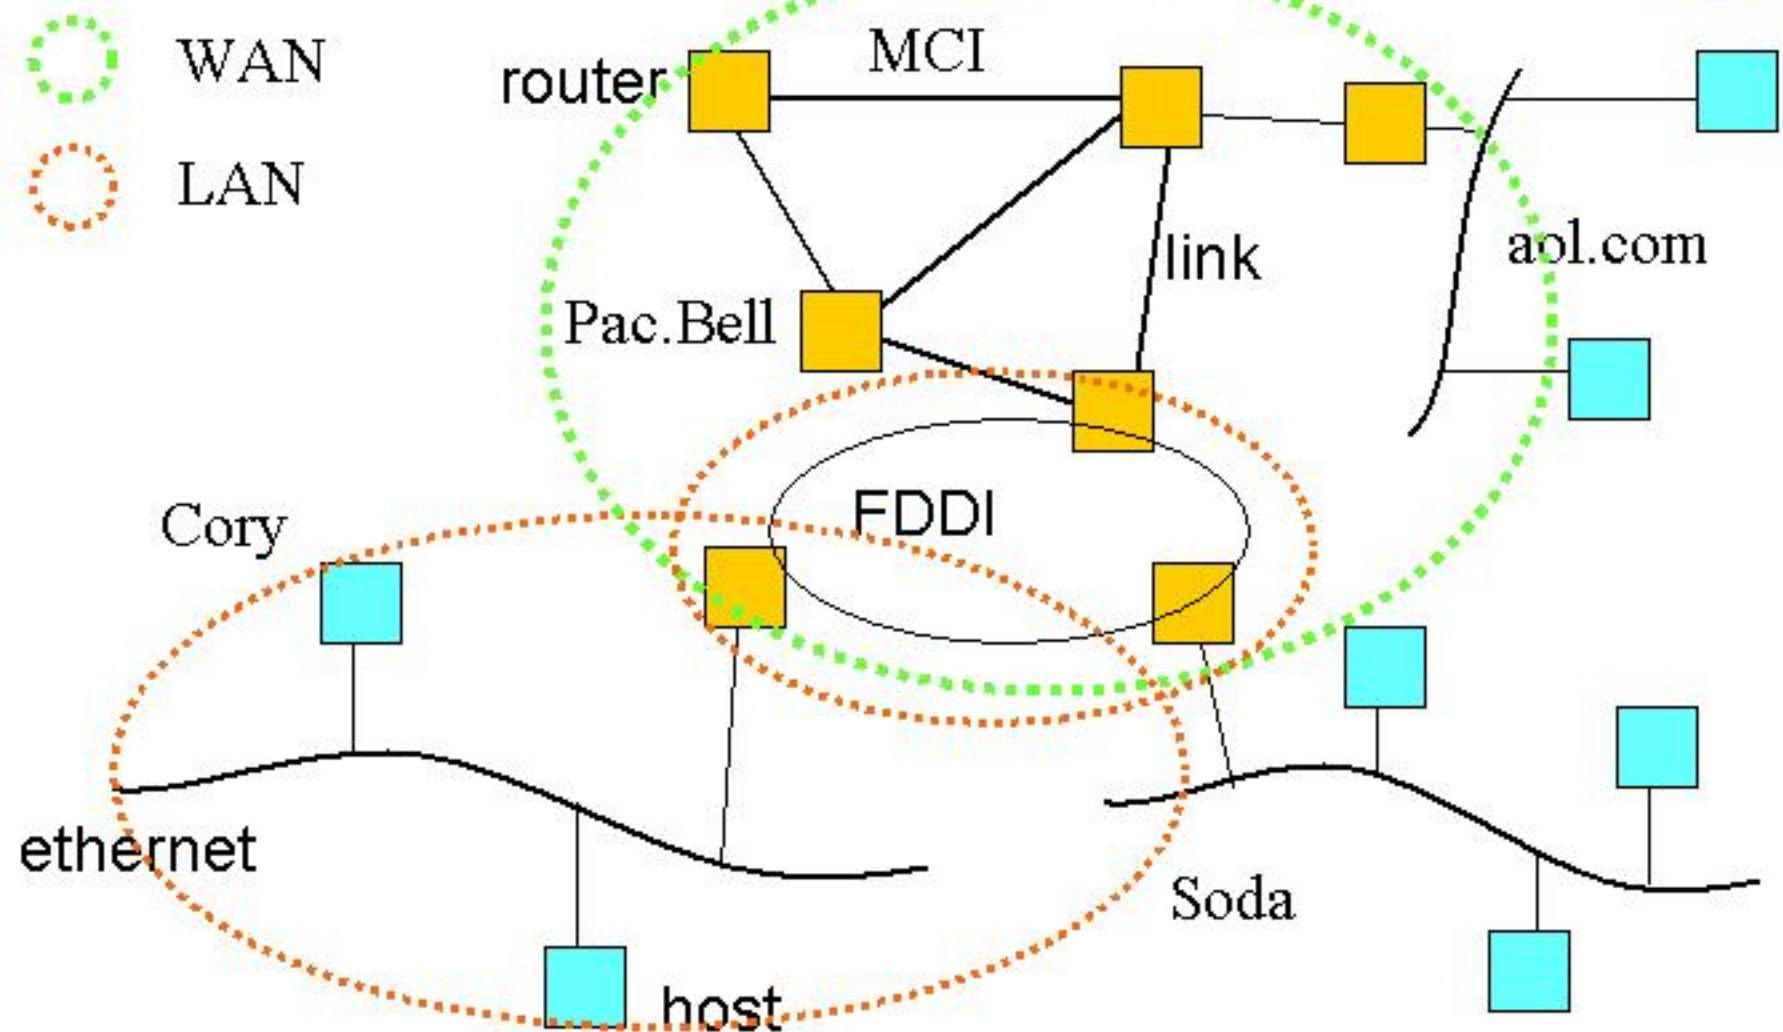 WAN
LAN
router
MCI
link
aol.com
Pac.Bell
FDDI
Cory
ethernet
host
Soda